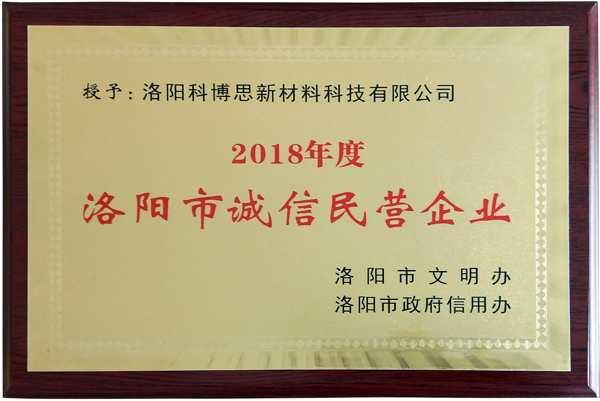 授予：洛阳科博思新材料科技有限公司
2018年度
洛阳市诚信民营企业
洛阳市文明办
洛阳市政府信用办